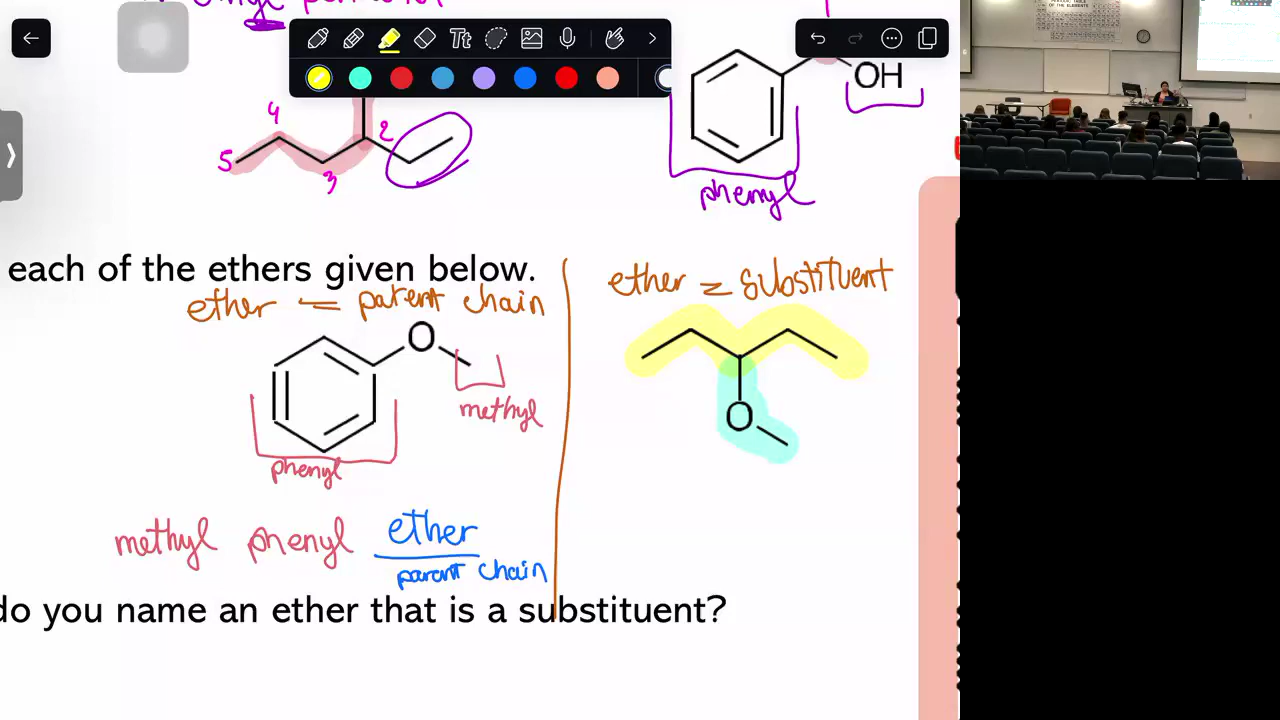 Tt
OH
4
2
5
3
phenyl
each of the ethers given below.
ether = parent chain
ether = substituent
O
methyl
O
phenyl
methyl phenyl ether
parent chain
do you name an ether that is a substituent?